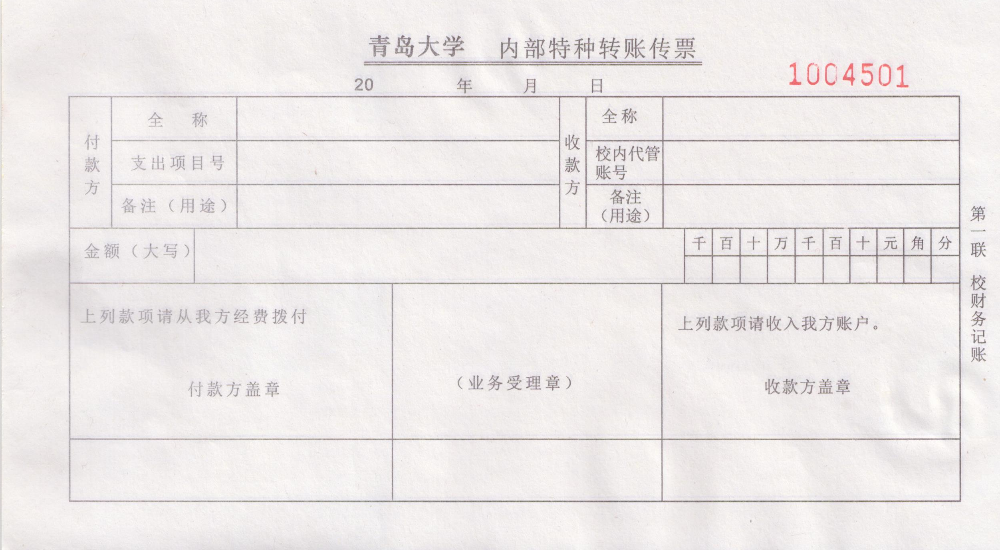 青岛大学 内部特种转账传票
1004501
20 年 月 日
付款方
全 称
支出项目号
备注（用途）
收款方
全称
校内代管
账号
备注
（用途）
金额（大写）
千 百 十 万 千 百 十 元 角 分
上列款项请从我方经费拨付
付款方盖章
（业务受理章）
上列款项请收入我方账户。
收款方盖章
第一联 校财务记账